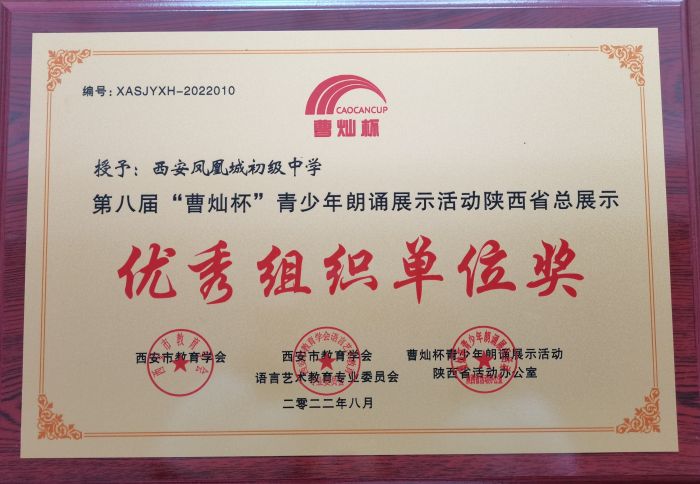 编号:XASJYXH-2022010
CAOCANCUP
曹灿杯
授予：西安凤凰城初级中学
第八届“曹灿杯”青少年朗诵展示活动陕西省总展示
优秀组织单位奖
西安市教育学会
西安市教育学会
语言艺术教育专业委员会
曹灿杯青少年朗诵展示活动
陕西省活动办公室
二〇二二年八月